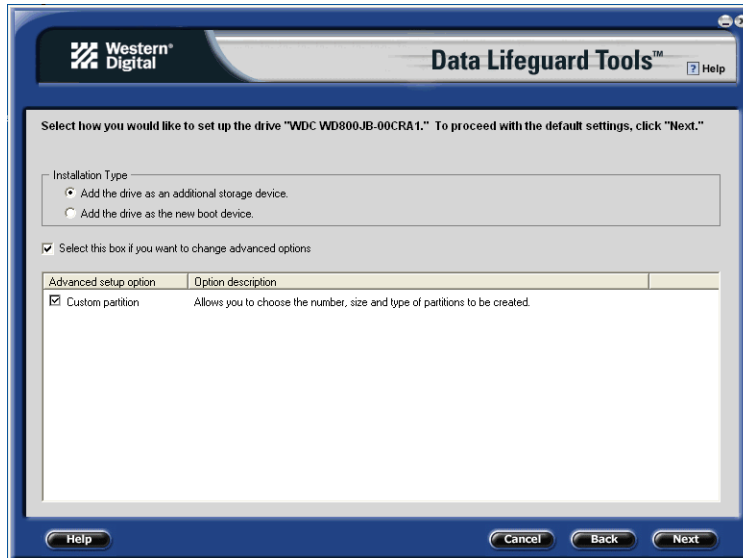 Western®
Digital
Data Lifeguard Tools™
? Help
Select how you would like to set up the drive "WDC WD800JB-00CRA1." To proceed with the default settings, click "Next."
Installation Type
Add the drive as an additional storage device.
Add the drive as the new boot device.
Select this box if you want to change advanced options
Advanced setup option Option description
Custom partition Allows you to choose the number, size and type of partitions to be created.
Help Cancel Back Next